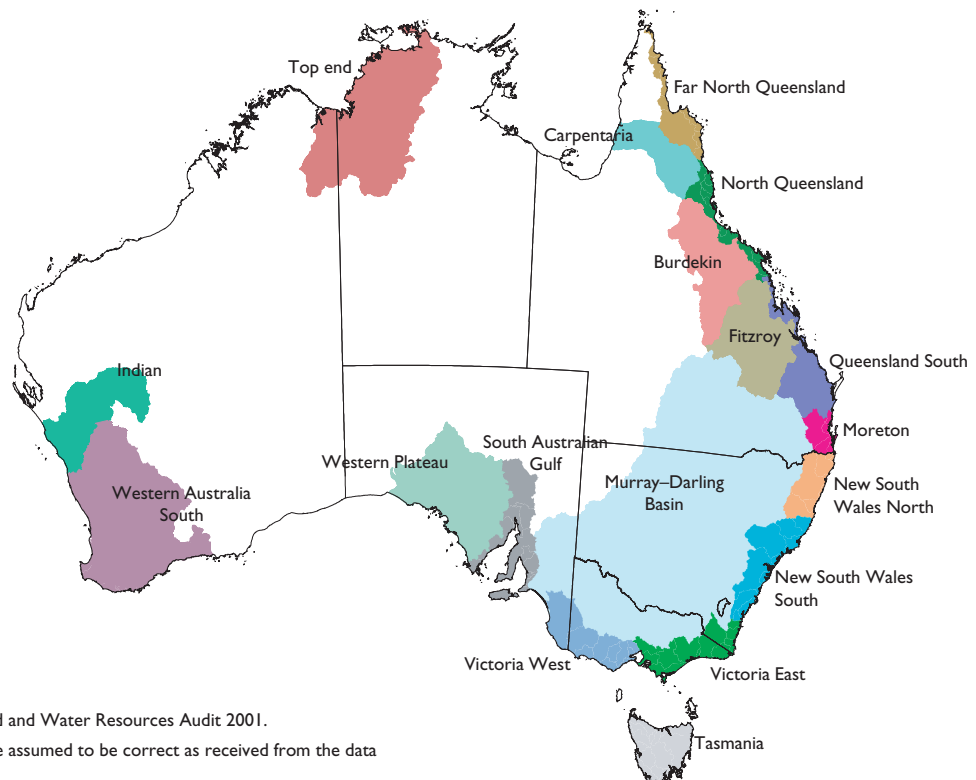 Top end
Far North Queensland
Carpentaria
North Queensland
Burdekin
Fitzroy
Queensland South
Indian
Moreton
South Australian
Gulf
Western Plateau
Murray–Darling
Basin
New South
Wales North
Western Australia
South
New South Wales
South
Victoria West
Victoria East
and Water Resources Audit 2001.
assumed to be correct as received from the data
Tasmania